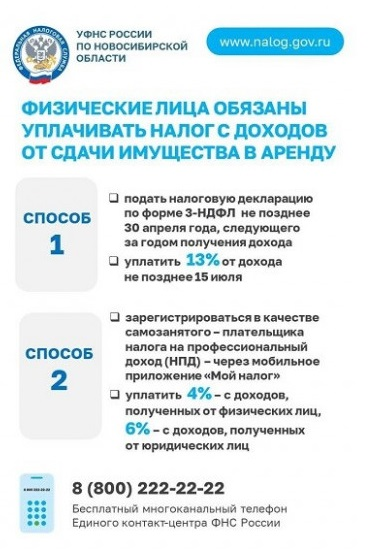 УФНС РОССИИ
ПО НОВОСИБИРСКОЙ
ОБЛАСТИ
www.nalog.gov.ru
ФЕДЕРАЛЬНАЯ НАЛОГОВАЯ СЛУЖБА
ФИЗИЧЕСКИЕ ЛИЦА ОБЯЗАНЫ
УПЛАЧИВАТЬ НАЛОГ С ДОХОДОВ
ОТ СДАЧИ ИМУЩЕСТВА В АРЕНДУ
СПОСОБ
1
подать налоговую декларацию
по форме 3-НДФЛ не позднее
30 апреля года, следующего
за годом получения дохода
уплатить 13% от дохода
не позднее 15 июля
СПОСОБ
2
зарегистрироваться в качестве
самозанятого – плательщика
налога на профессиональный
доход (НПД) – через мобильное
приложение «Мой налог»
уплатить 4% – с доходов,
полученных от физических лиц,
6% – с доходов, полученных
от юридических лиц
8 (800) 222-22-22
Бесплатный многоканальный телефон
Единого контакт-центра ФНС России